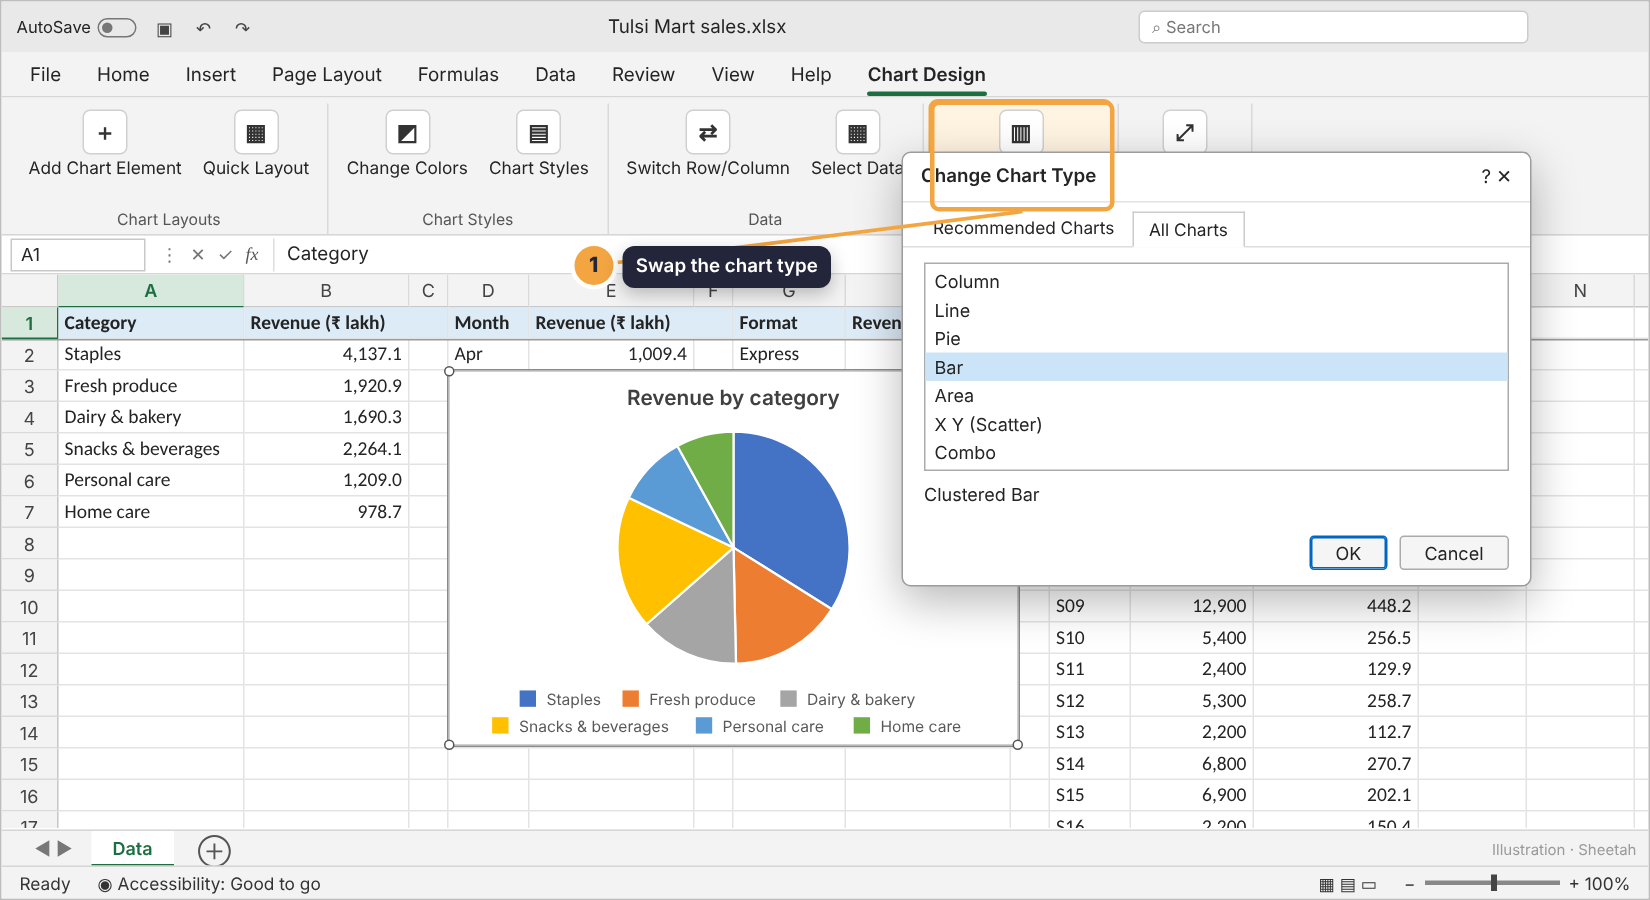 AutoSave
Tulsi Mart sales.xlsx
Search
File Home Insert Page Layout Formulas Data Review View Help Chart Design
Add Chart Element Quick Layout Change Colors Chart Styles Switch Row/Column Select Data
Chart Layouts Chart Styles Data
Change Chart Type ? ✕
Recommended Charts All Charts
Column
Line
Pie
Bar
Area
X Y (Scatter)
Combo
Clustered Bar
OK Cancel
1 Swap the chart type
A1 fx Category
A B C D E F G N
1 Category Revenue (₹ lakh) Month Revenue (₹ lakh) Format
2 Staples 4,137.1 Apr 1,009.4 Express
3 Fresh produce 1,920.9
4 Dairy & bakery 1,690.3
5 Snacks & beverages 2,264.1
6 Personal care 1,209.0
7 Home care 978.7
8
9
10 S09 12,900 448.2
11 S10 5,400 256.5
12 S11 2,400 129.9
13 S12 5,300 258.7
14 S13 2,200 112.7
15 S14 6,800 270.7
16 S15 6,900 202.1
17 S16 2,200 150.4
Revenue by category
Staples Fresh produce Dairy & bakery
Snacks & beverages Personal care Home care
Data
Illustration · Sheetah
Ready Accessibility: Good to go
− + 100%